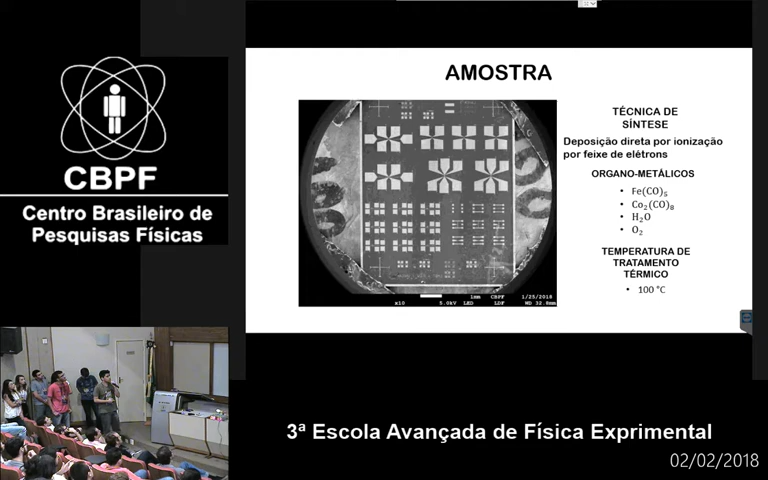 CBPF
Centro Brasileiro de
Pesquisas Físicas
AMOSTRA
x10
5.0kV
LED
1mm
CBPF
LDF
1/25/2018
WD 32.8mm
TÉCNICA DE
SÍNTESE
Deposição direta por ionização
por feixe de elétrons
ORGANO-METÁLICOS
• Fe(CO)₅
• Co₂(CO)₈
• H₂O
• O₂
TEMPERATURA DE
TRATAMENTO
TÉRMICO
• 100 °C
3ª Escola Avançada de Física Exprimental
02/02/2018